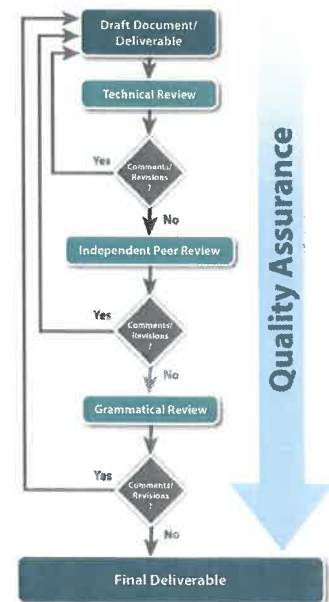 Draft Document/
Deliverable
Technical Review
Yes
Comments/
Revisions
?
No
Independent Peer Review
Yes
Comments/
Revisions
?
No
Grammatical Review
Yes
Comments/
Revisions
?
No
Final Deliverable
Quality Assurance